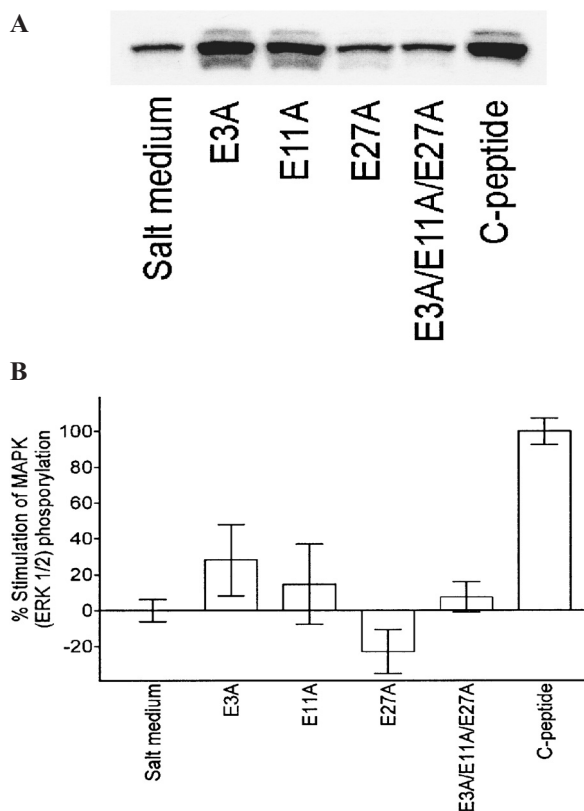 A
Salt medium
E3A
E11A
E27A
E3A/E11A/E27A
C-peptide
B
% Stimulation of MAPK
(ERK 1/2) phosporylation
100
80
60
40
20
0
-20
Salt medium
E3A
E11A
E27A
E3A/E11A/E27A
C-peptide